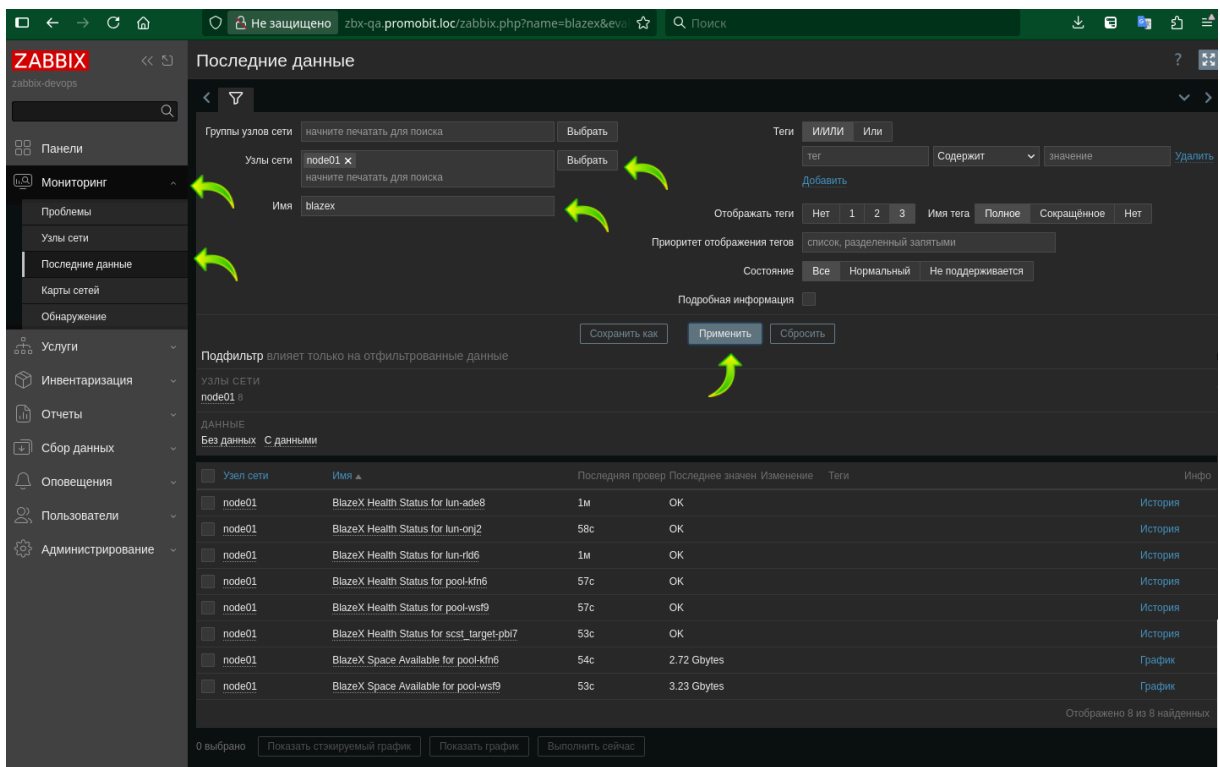 Не защищено zbx-qa.promobit.loc/zabbix.php?name=blazex&eva Поиск
ZABBIX
zabbix-devops
Последние данные
?
Группы узлов сети начните печатать для поиска Выбрать Теги И/ИЛИ Или
Узлы сети node01 Выбрать тег Содержит значение Удалить
начните печатать для поиска Добавить
Имя blazex Отображать теги Нет 1 2 3 Имя тега Полное Сокращённое Нет
Приоритет отображения тегов список, разделенный запятыми
Состояние Все Нормальный Не поддерживается
Подробная информация
Сохранить как Применить Сбросить
Панели
Мониторинг
Проблемы
Узлы сети
Последние данные
Карты сетей
Обнаружение
Услуги
Инвентаризация
Отчеты
Сбор данных
Оповещения
Пользователи
Администрирование
Подфильтр влияет только на отфильтрованные данные
УЗЛЫ СЕТИ
node01 8
ДАННЫЕ
Без данных С данными
Узел сети Имя Последняя провер Последнее значен Изменение Теги Инфо
node01 BlazeX Health Status for lun-ade8 1м OK История
node01 BlazeX Health Status for lun-onj2 58с OK История
node01 BlazeX Health Status for lun-rld6 1м OK История
node01 BlazeX Health Status for pool-kfn6 57с OK История
node01 BlazeX Health Status for pool-wsf9 57с OK История
node01 BlazeX Health Status for scst_target-pbi7 53с OK История
node01 BlazeX Space Available for pool-kfn6 54с 2.72 Gbytes График
node01 BlazeX Space Available for pool-wsf9 53с 3.23 Gbytes График
Отображено 8 из 8 найденных
0 выбрано Показать стэкируемый график Показать график Выполнить сейчас